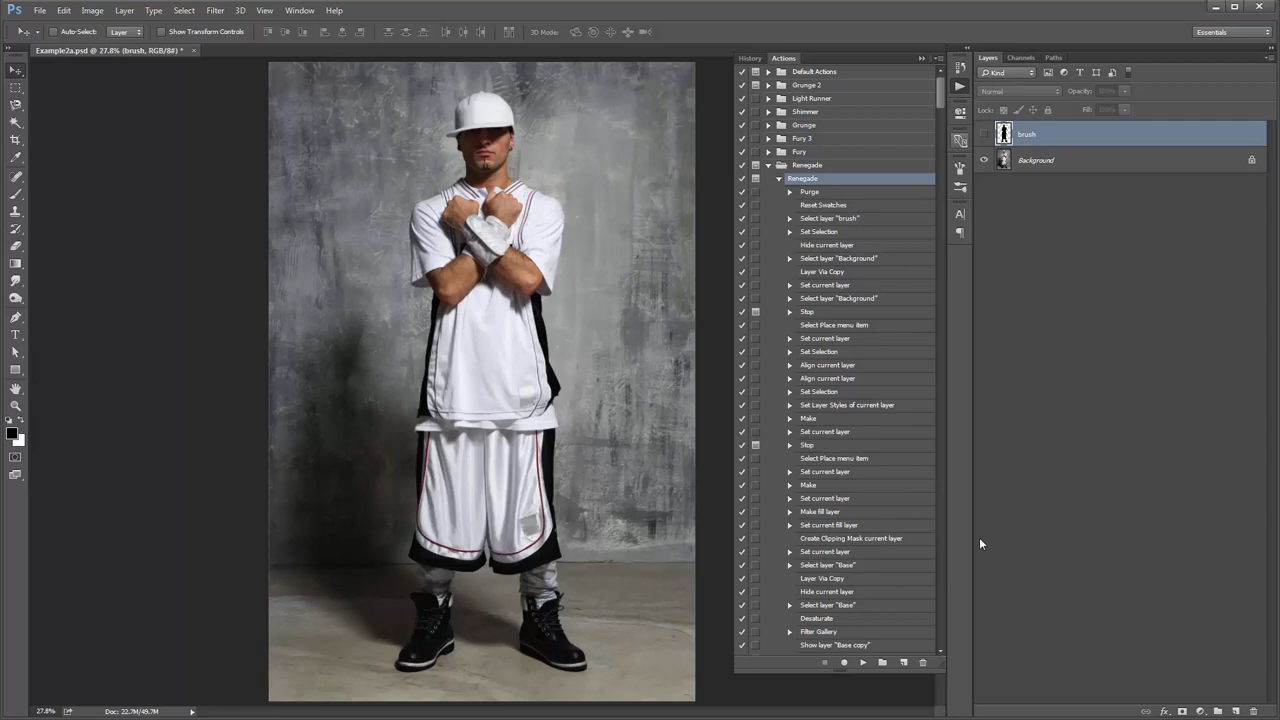 Ps File Edit Image Layer Type Select Filter 3D View Window Help
Auto-Select: Layer Show Transform Controls 3D Mode: Essentials
Example2a.psd @ 27.8% (brush, RGB/8#) * ×
History Actions
Default Actions
Grunge 2
Light Runner
Shimmer
Grunge
Fury 3
Fury
Renegade
Renegade
Purge
Reset Swatches
Select layer "brush"
Set Selection
Hide current layer
Select layer "Background"
Layer Via Copy
Set current layer
Select layer "Background"
Stop
Select Place menu item
Set current layer
Set Selection
Align current layer
Align current layer
Set Selection
Set Layer Styles of current layer
Make
Set current layer
Stop
Select Place menu item
Set current layer
Make
Set current layer
Make fill layer
Set current fill layer
Create Clipping Mask current layer
Set current layer
Select layer "Base"
Layer Via Copy
Hide current layer
Select layer "Base"
Desaturate
Filter Gallery
Show layer "Base copy"
Layers Channels Paths
Kind
Normal Opacity: 100%
Lock: Fill: 100%
brush
Background
27.8% Doc: 22.7M/49.7M